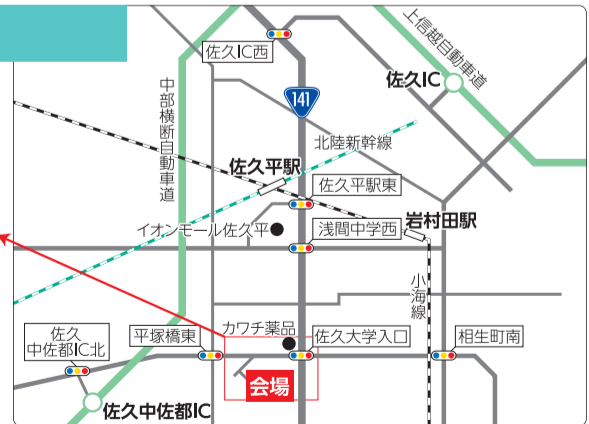 佐久IC西
上信越自動車道
佐久IC
141
中部横断自動車道
北陸新幹線
佐久平駅
佐久平駅東
イオンモール佐久平
浅間中学西
岩村田駅
小海線
カワチ薬品
佐久
中佐都IC北
平塚橋東
佐久大学入口
相生町南
会場
佐久中佐都IC